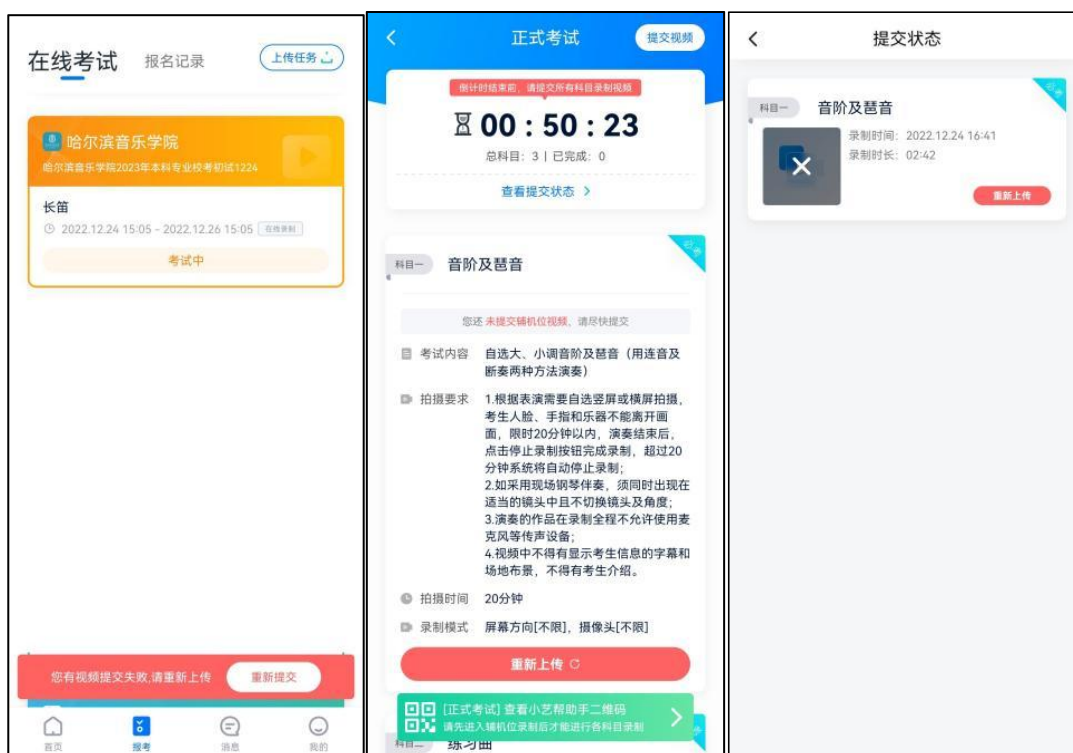 在线考试
报名记录
上传任务
哈尔滨音乐学院
哈尔滨音乐学院2023年本科专业校考初试1224
长笛
2022.12.24 15:05 - 2022.12.26 15:05 在线录制
考试中
您有视频提交失败,请重新上传
重新提交
首页
报考
消息
我的
正式考试
提交视频
倒计时结束前，请提交所有科目录制视频
00 : 50 : 23
总科目：3 | 已完成：0
查看提交状态 >
科目一
音阶及琶音
您还 未提交辅机位视频，请尽快提交
考试内容
自选大、小调音阶及琶音（用连音及
断奏两种方法演奏）
拍摄要求
1.根据表演需要自选竖屏或横屏拍摄，
考生人脸、手指和乐器不能离开画
面，限时20分钟以内，演奏结束后，
点击停止录制按钮完成录制，超过20
分钟系统将自动停止录制；
2.如采用现场钢琴伴奏，须同时出现在
适当的镜头中且不切换镜头及角度；
3.演奏的作品在录制全程不允许使用麦
克风等传声设备；
4.视频中不得有显示考生信息的字幕和
场地布景，不得有考生介绍。
拍摄时间
20分钟
录制模式
屏幕方向[不限]，摄像头[不限]
重新上传
[正式考试] 查看小艺帮助手二维码
请先进入辅机位录制后才能进行各科目录制
科目二
练习曲
提交状态
科目一
音阶及琶音
录制时间：2022.12.24 16:41
录制时长：02:42
重新上传